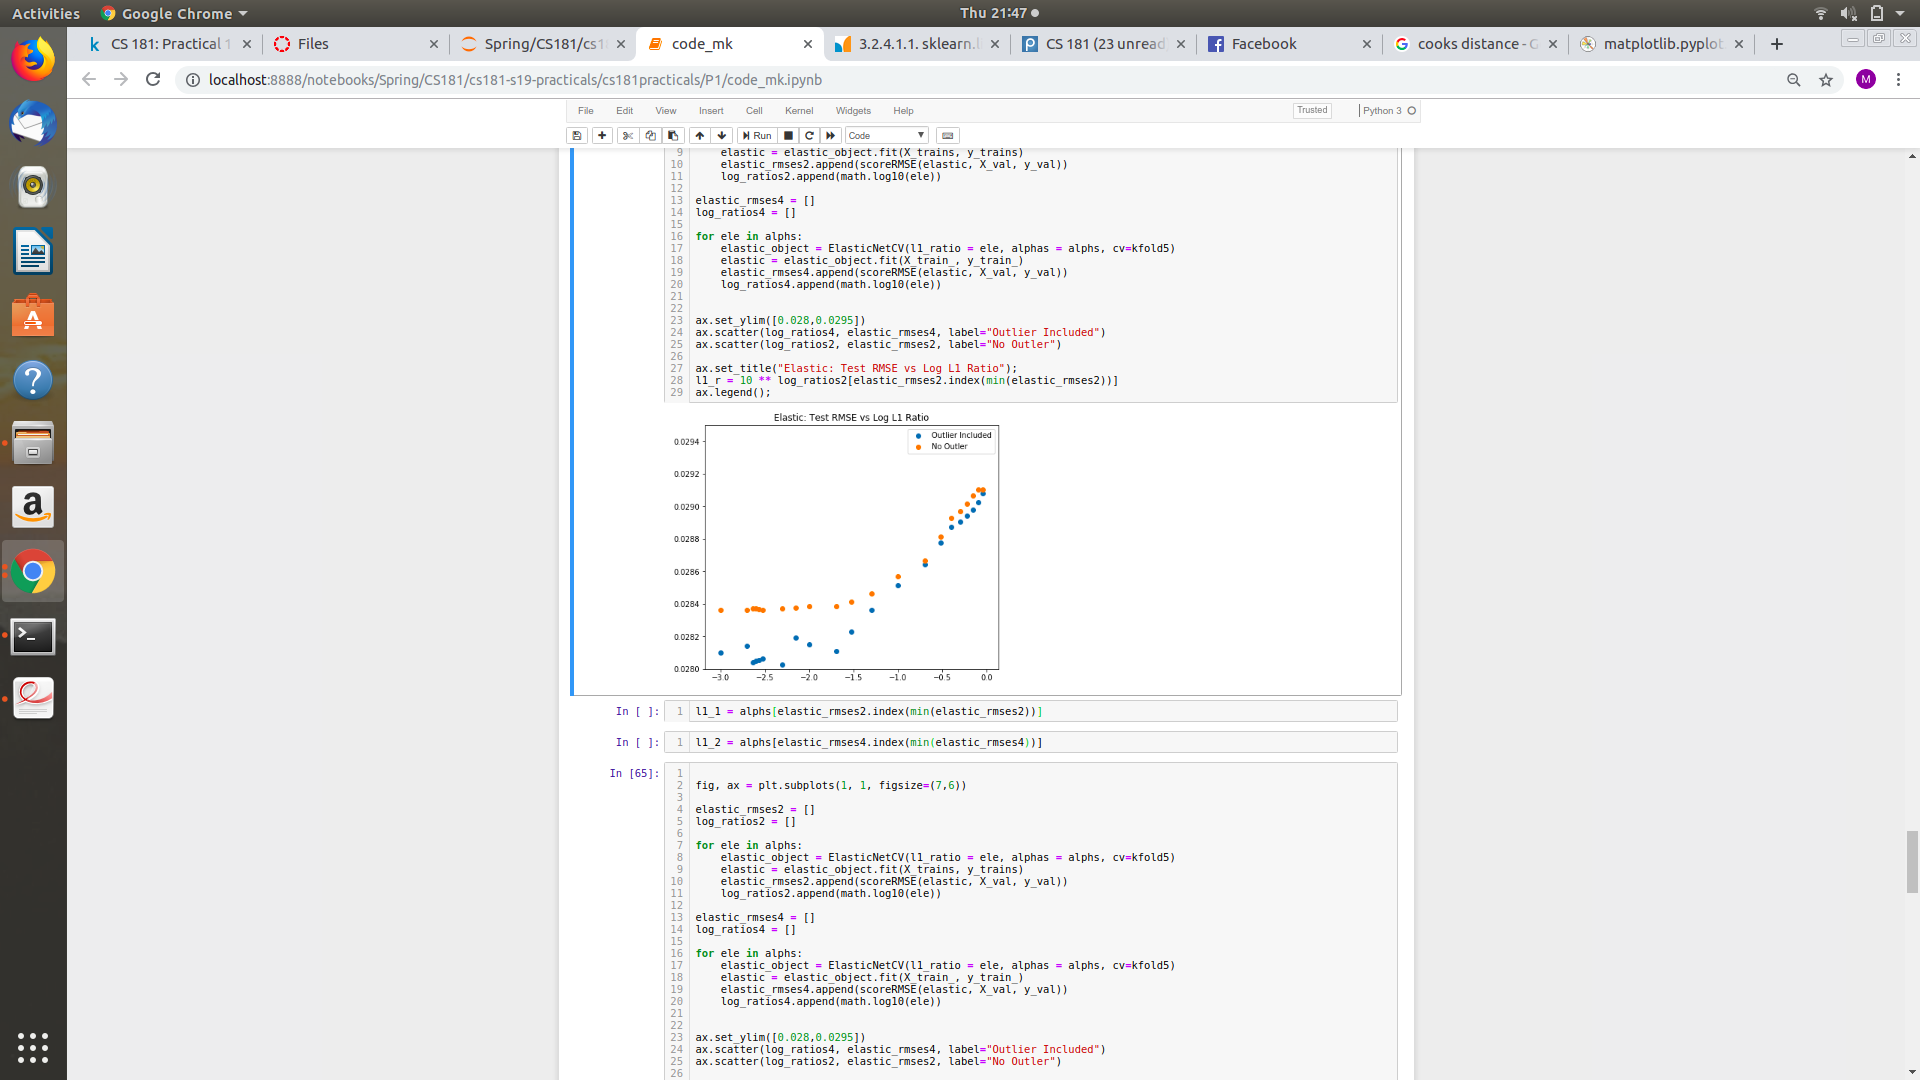 Activities Google Chrome Thu 21:47
CS 181: Practical 1 Files Spring/CS181/cs1 code_mk 3.2.4.1.1. sklearn.l CS 181 (23 unread Facebook cooks distance - G matplotlib.pyplot
localhost:8888/notebooks/Spring/CS181/cs181-s19-practicals/cs181practicals/P1/code_mk.ipynb M
File Edit View Insert Cell Kernel Widgets Help Trusted Python 3
Run Code
9 elastic = elastic_object.fit(X_trains, y_trains)
10 elastic_rmses2.append(scoreRMSE(elastic, X_val, y_val))
11 log_ratios2.append(math.log10(ele))
12
13 elastic_rmses4 = []
14 log_ratios4 = []
15
16 for ele in alphs:
17 elastic_object = ElasticNetCV(l1_ratio = ele, alphas = alphs, cv=kfold5)
18 elastic = elastic_object.fit(X_train_, y_train_)
19 elastic_rmses4.append(scoreRMSE(elastic, X_val, y_val))
20 log_ratios4.append(math.log10(ele))
21
22
23 ax.set_ylim([0.028,0.0295])
24 ax.scatter(log_ratios4, elastic_rmses4, label="Outlier Included")
25 ax.scatter(log_ratios2, elastic_rmses2, label="No Outler")
26
27 ax.set_title("Elastic: Test RMSE vs Log L1 Ratio");
28 l1_r = 10 ** log_ratios2[elastic_rmses2.index(min(elastic_rmses2))]
29 ax.legend();
Elastic: Test RMSE vs Log L1 Ratio
Outlier Included
No Outler
0.0294
0.0292
0.0290
0.0288
0.0286
0.0284
0.0282
0.0280
−3.0 −2.5 −2.0 −1.5 −1.0 −0.5 0.0
In [ ]: 1 l1_1 = alphs[elastic_rmses2.index(min(elastic_rmses2))]
In [ ]: 1 l1_2 = alphs[elastic_rmses4.index(min(elastic_rmses4))]
In [65]: 1
2 fig, ax = plt.subplots(1, 1, figsize=(7,6))
3
4 elastic_rmses2 = []
5 log_ratios2 = []
6
7 for ele in alphs:
8 elastic_object = ElasticNetCV(l1_ratio = ele, alphas = alphs, cv=kfold5)
9 elastic = elastic_object.fit(X_trains, y_trains)
10 elastic_rmses2.append(scoreRMSE(elastic, X_val, y_val))
11 log_ratios2.append(math.log10(ele))
12
13 elastic_rmses4 = []
14 log_ratios4 = []
15
16 for ele in alphs:
17 elastic_object = ElasticNetCV(l1_ratio = ele, alphas = alphs, cv=kfold5)
18 elastic = elastic_object.fit(X_train_, y_train_)
19 elastic_rmses4.append(scoreRMSE(elastic, X_val, y_val))
20 log_ratios4.append(math.log10(ele))
21
22
23 ax.set_ylim([0.028,0.0295])
24 ax.scatter(log_ratios4, elastic_rmses4, label="Outlier Included")
25 ax.scatter(log_ratios2, elastic_rmses2, label="No Outler")
26